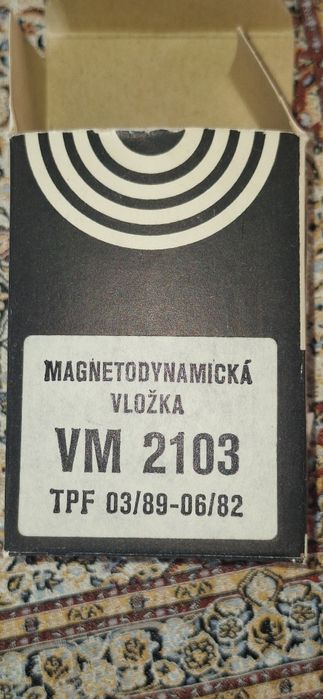 MAGNETODYNAMICKÁ
VLOŽKA
VM 2103
TPF 03/89-06/82